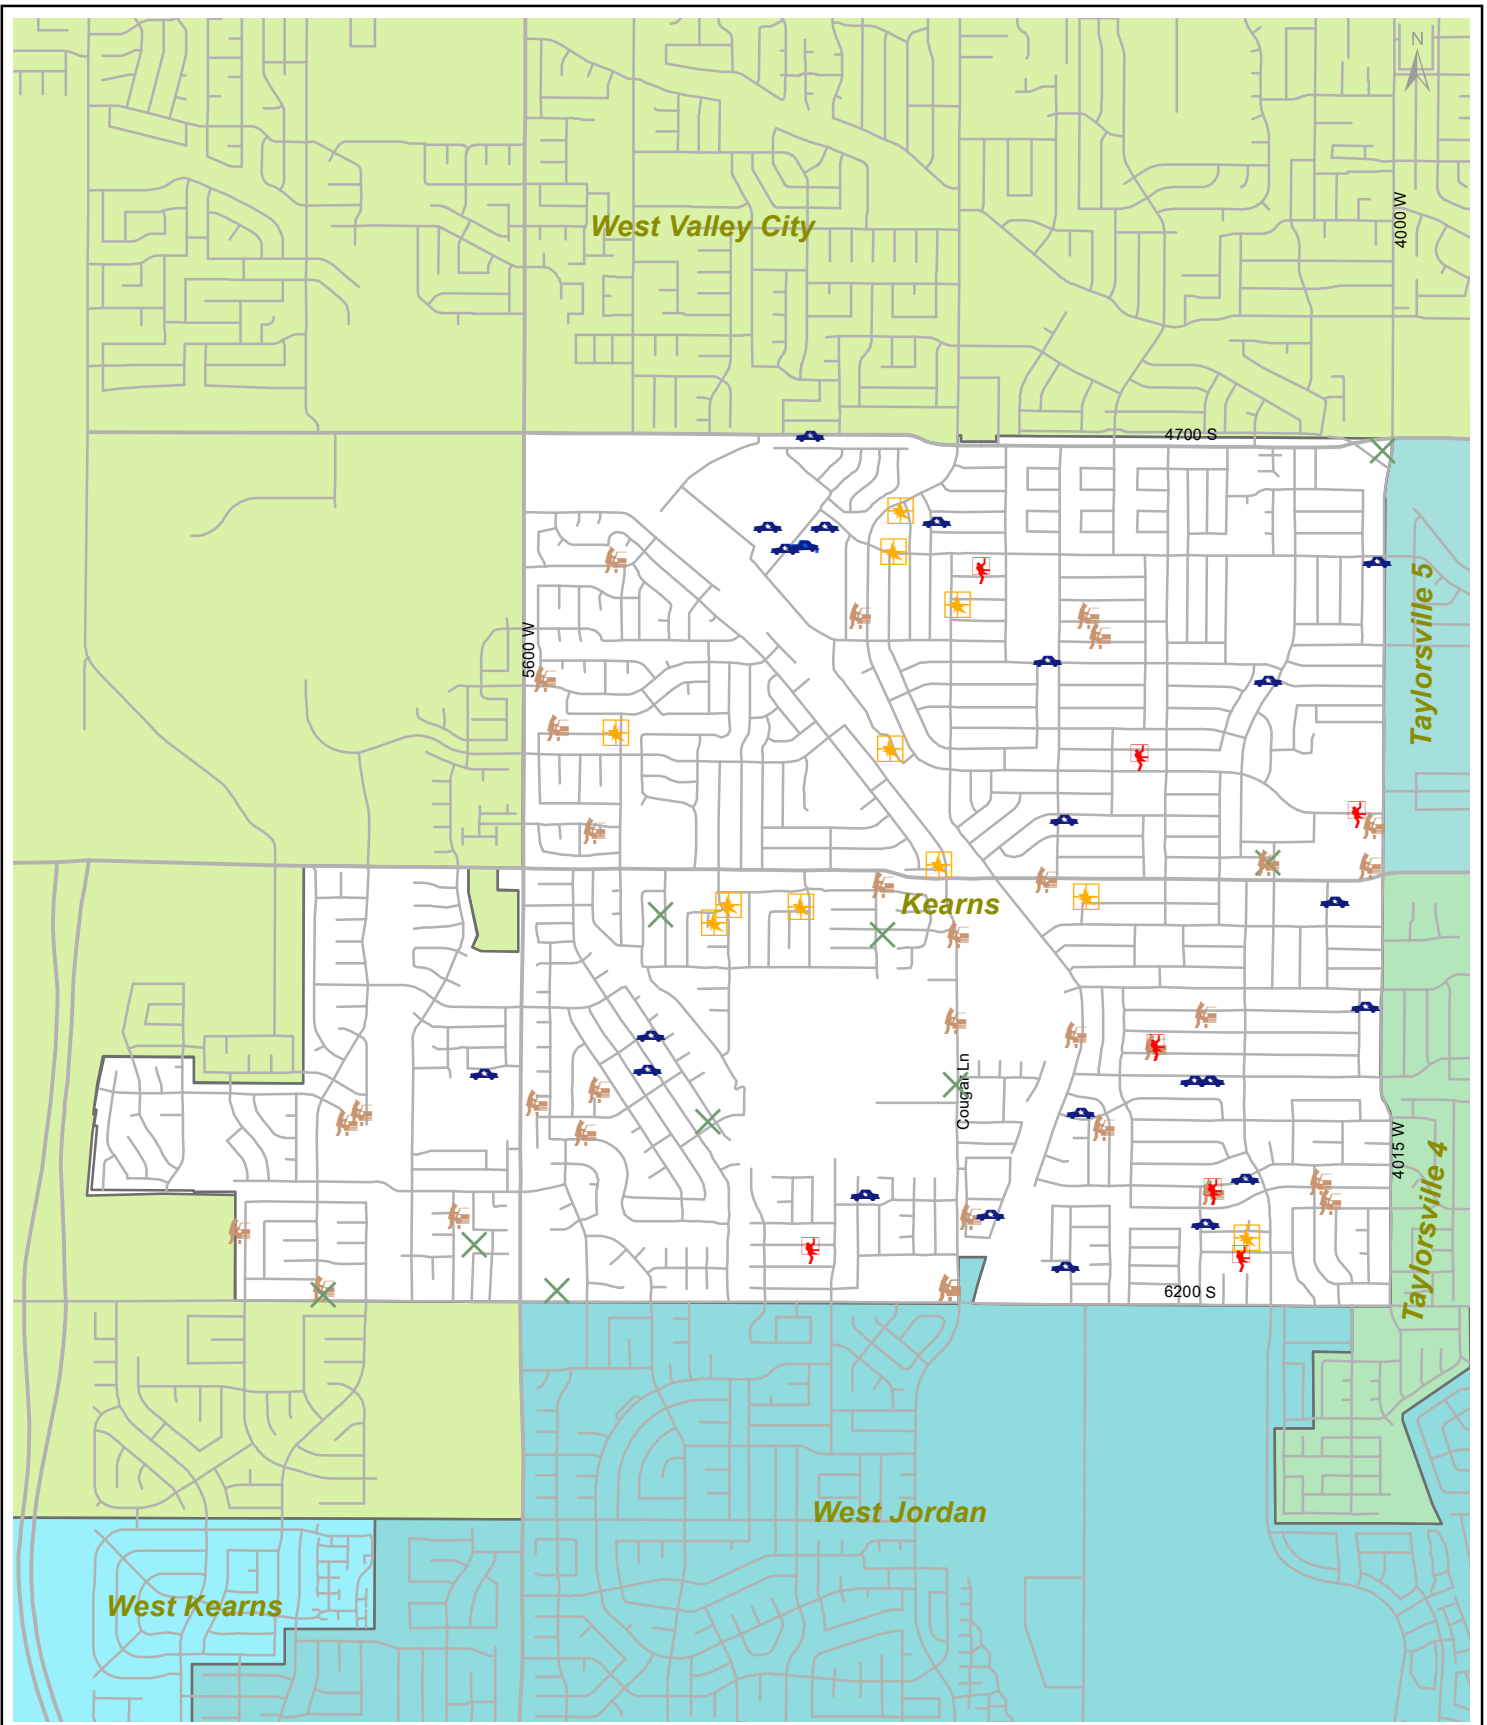 N
4000 W
West Valley City
4700 S
Taylorsville 5
5600 W
Kearns
Cougar Ln
4015 W
Taylorsville 4
6200 S
West Jordan
West Kearns